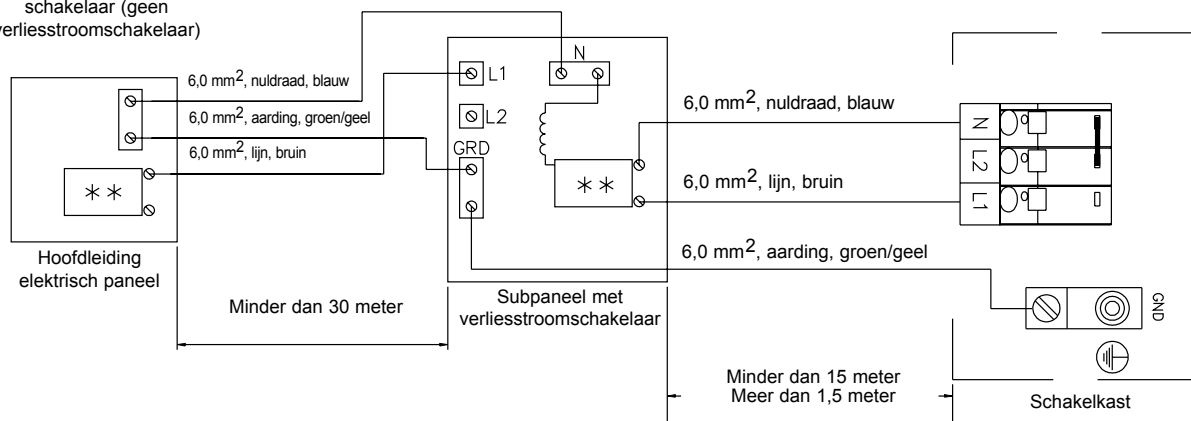 schakelaar (geen
verliesstroomschakelaar)
6,0 mm², nuldraad, blauw
6,0 mm², aarding, groen/geel
6,0 mm², lijn, bruin
**
Hoofdleiding
elektrisch paneel
Minder dan 30 meter
L1
L2
GRD
N
**
Subpaneel met
verliesstroomschakelaar
6,0 mm², nuldraad, blauw
6,0 mm², lijn, bruin
6,0 mm², aarding, groen/geel
Minder dan 15 meter
Meer dan 1,5 meter
N
L2
L1
GND
Schakelkast